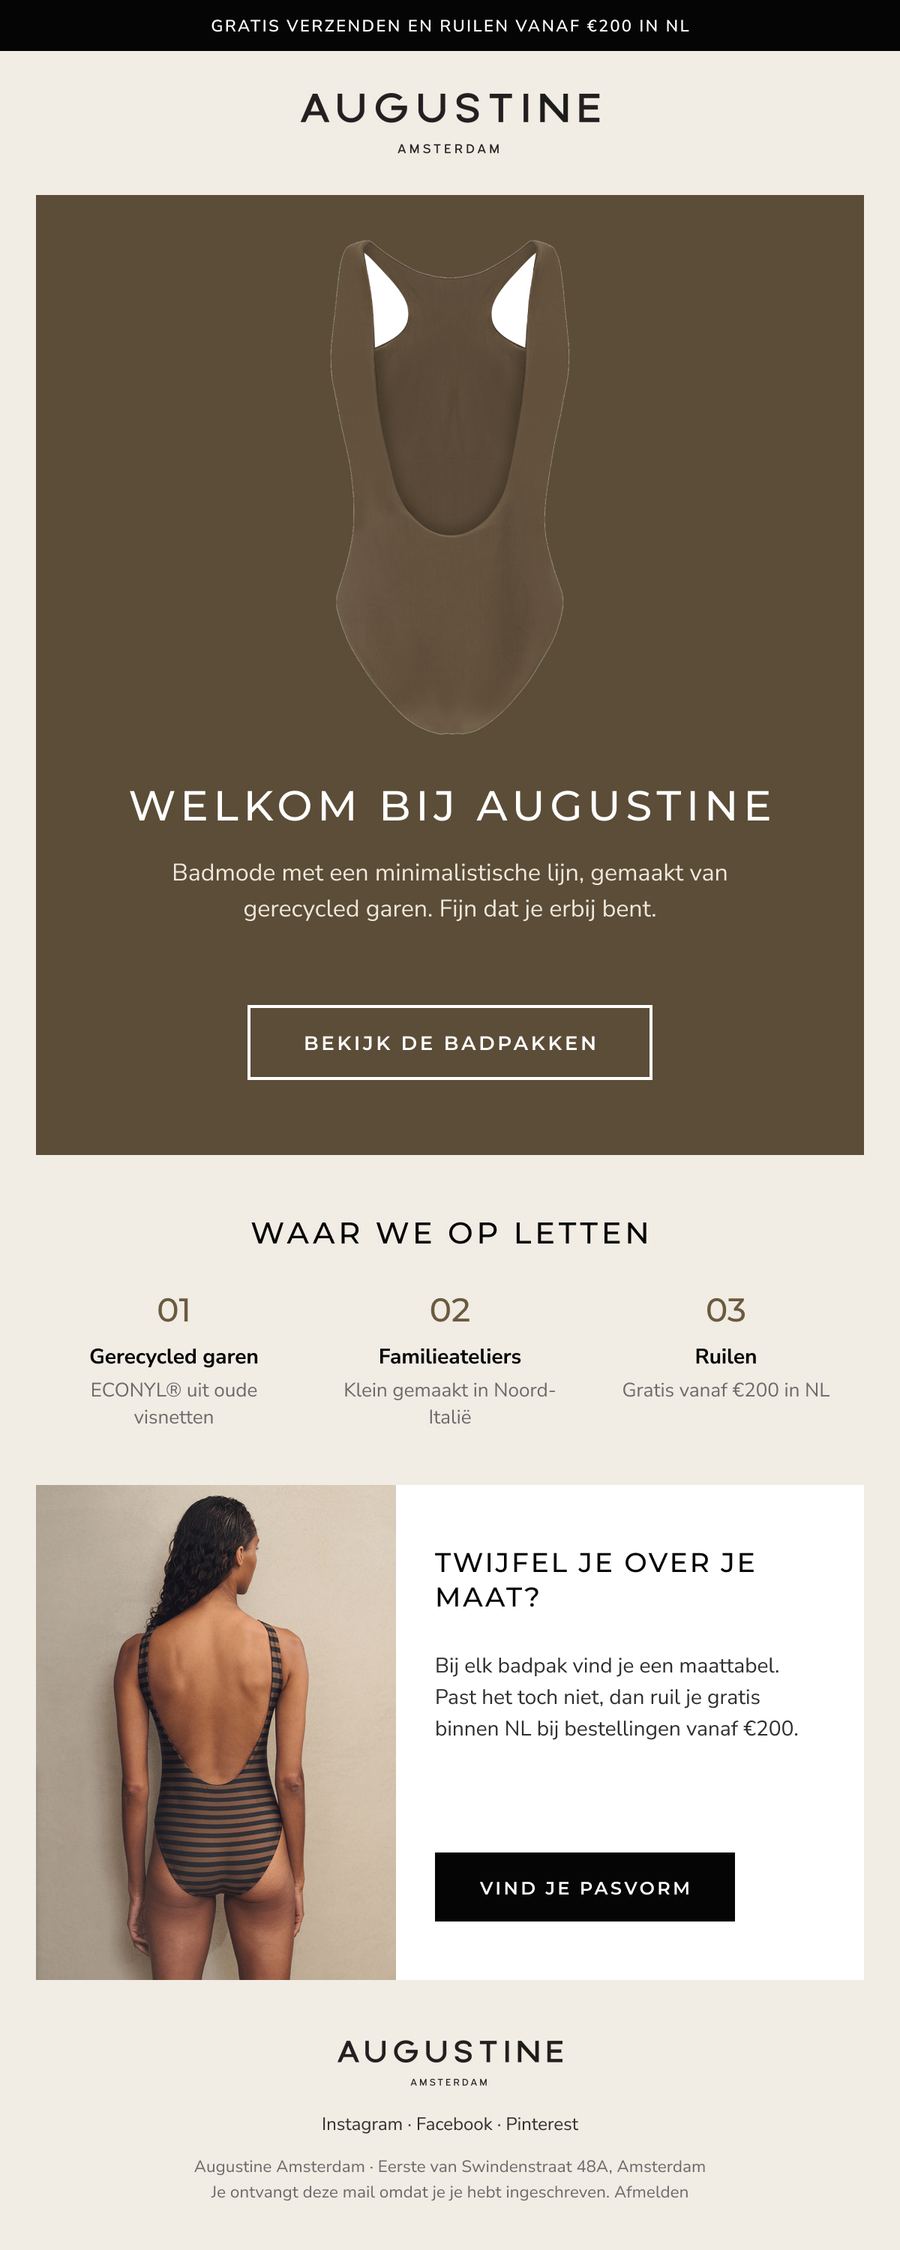 GRATIS VERZENDEN EN RUILEN VANAF €200 IN NL
AUGUSTINE
AMSTERDAM
WELKOM BIJ AUGUSTINE
Badmode met een minimalistische lijn, gemaakt van
gerecycled garen. Fijn dat je erbij bent.
BEKIJK DE BADPAKKEN
WAAR WE OP LETTEN
01
Gerecycled garen
ECONYL® uit oude
visnetten
02
Familieateliers
Klein gemaakt in Noord-
Italië
03
Ruilen
Gratis vanaf €200 in NL
TWIJFEL JE OVER JE
MAAT?
Bij elk badpak vind je een maattabel.
Past het toch niet, dan ruil je gratis
binnen NL bij bestellingen vanaf €200.
VIND JE PASVORM
AUGUSTINE
AMSTERDAM
Instagram · Facebook · Pinterest
Augustine Amsterdam · Eerste van Swindenstraat 48A, Amsterdam
Je ontvangt deze mail omdat je je hebt ingeschreven. Afmelden